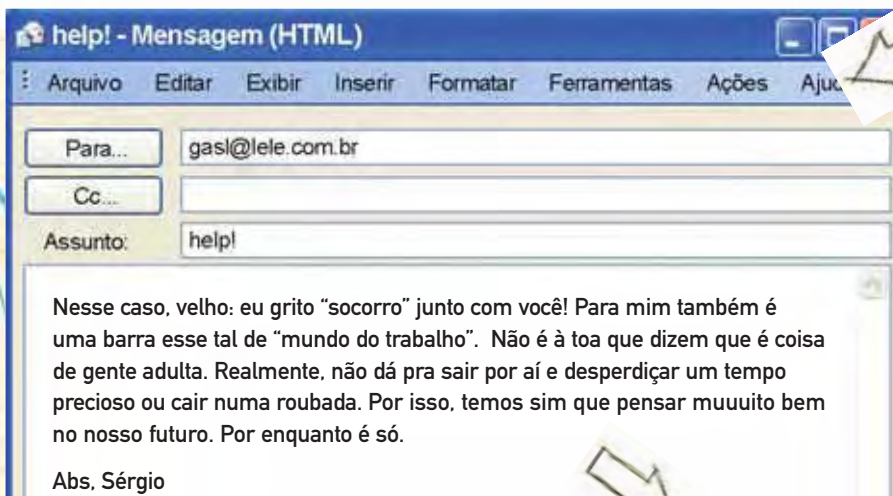 help! - Mensagem (HTML)
Arquivo Editar Exibir Inserir Formatar Ferramentas Ações
Para... gasl@lele.com.br
Cc...
Assunto: help!
Nesse caso, velho: eu grito “socorro” junto com você! Para mim também é
uma barra esse tal de “mundo do trabalho”. Não é à toa que dizem que é coisa
de gente adulta. Realmente, não dá pra sair por aí e desperdiçar um tempo
precioso ou cair numa roubada. Por isso, temos sim que pensar muuuito bem
no nosso futuro. Por enquanto é só.
Abs, Sérgio